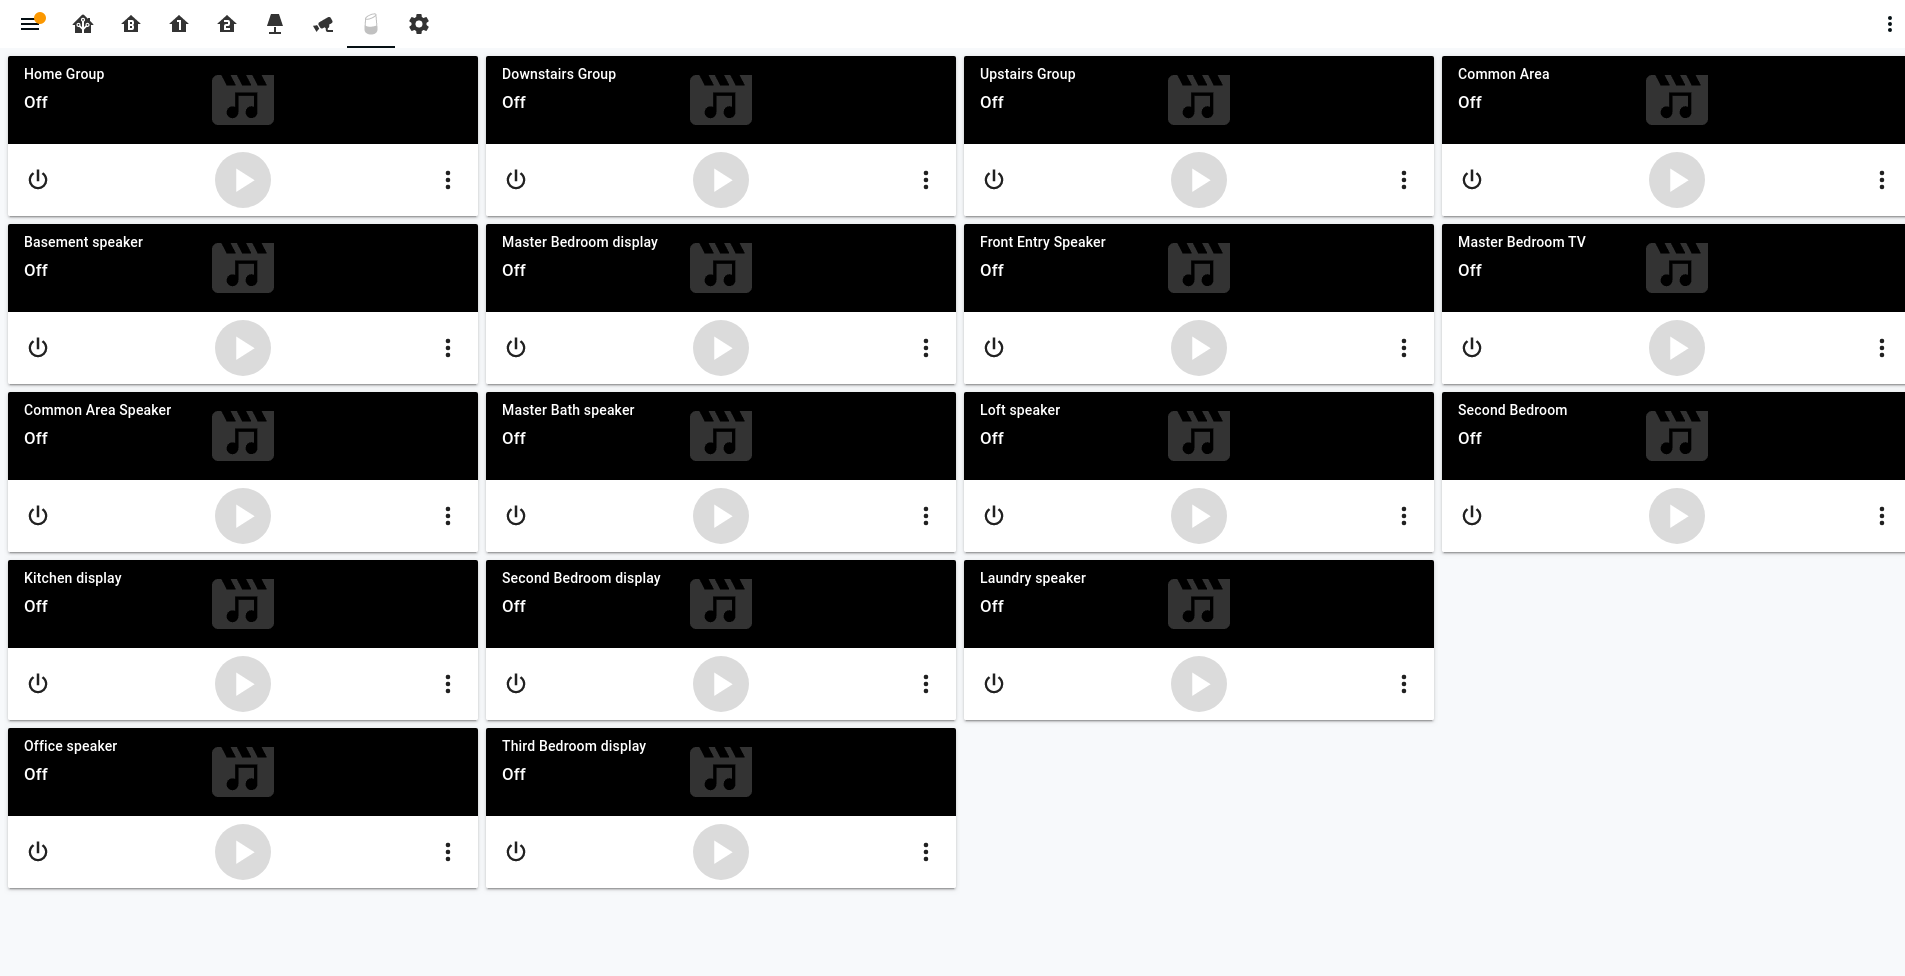 B
1
2
Home Group
Off
Downstairs Group
Off
Upstairs Group
Off
Common Area
Off
Basement speaker
Off
Master Bedroom display
Off
Front Entry Speaker
Off
Master Bedroom TV
Off
Common Area Speaker
Off
Master Bath speaker
Off
Loft speaker
Off
Second Bedroom
Off
Kitchen display
Off
Second Bedroom display
Off
Laundry speaker
Off
Office speaker
Off
Third Bedroom display
Off